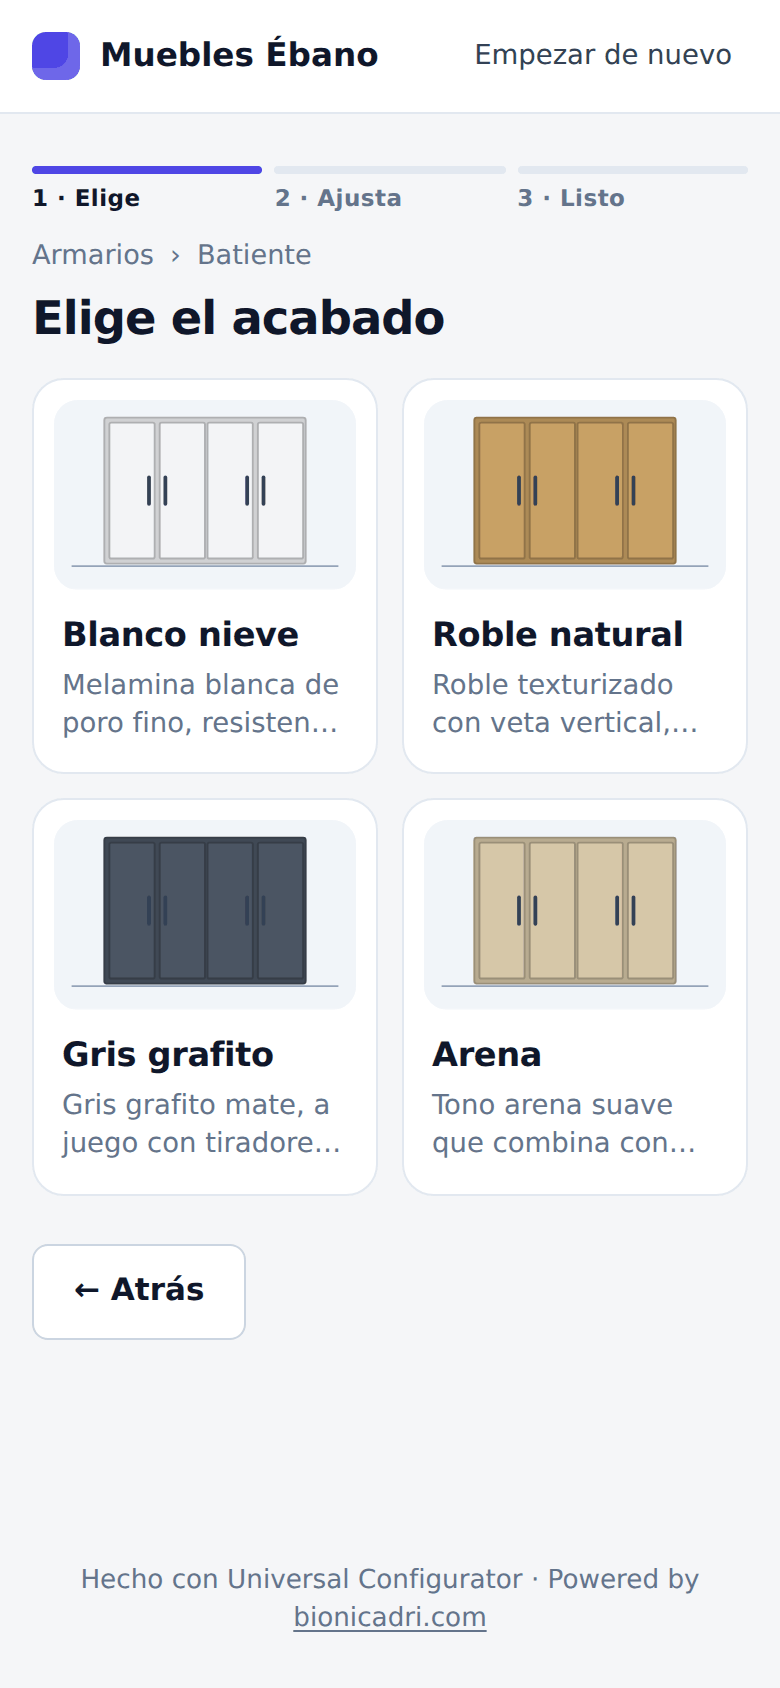 Muebles Ébano
Empezar de nuevo
1 · Elige
2 · Ajusta
3 · Listo
Armarios › Batiente
Elige el acabado
Blanco nieve
Melamina blanca de
poro fino, resisten…
Roble natural
Roble texturizado
con veta vertical,…
Gris grafito
Gris grafito mate, a
juego con tiradore…
Arena
Tono arena suave
que combina con…
← Atrás
Hecho con Universal Configurator · Powered by
bionicadri.com